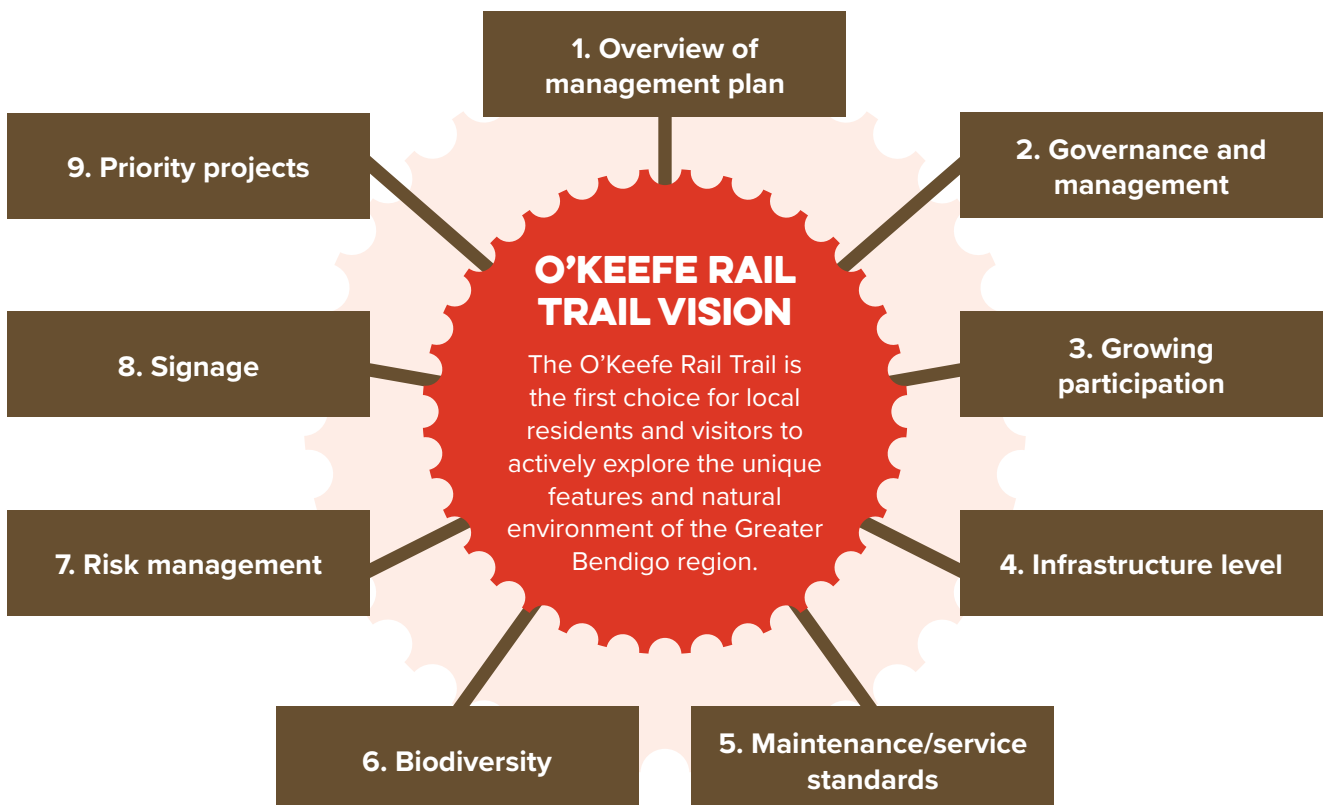 1. Overview of
management plan
2. Governance and
management
3. Growing
participation
4. Infrastructure level
5. Maintenance/service
standards
6. Biodiversity
7. Risk management
8. Signage
9. Priority projects
O’KEEFE RAIL
TRAIL VISION
The O’Keefe Rail Trail is
the first choice for local
residents and visitors to
actively explore the unique
features and natural
environment of the Greater
Bendigo region.